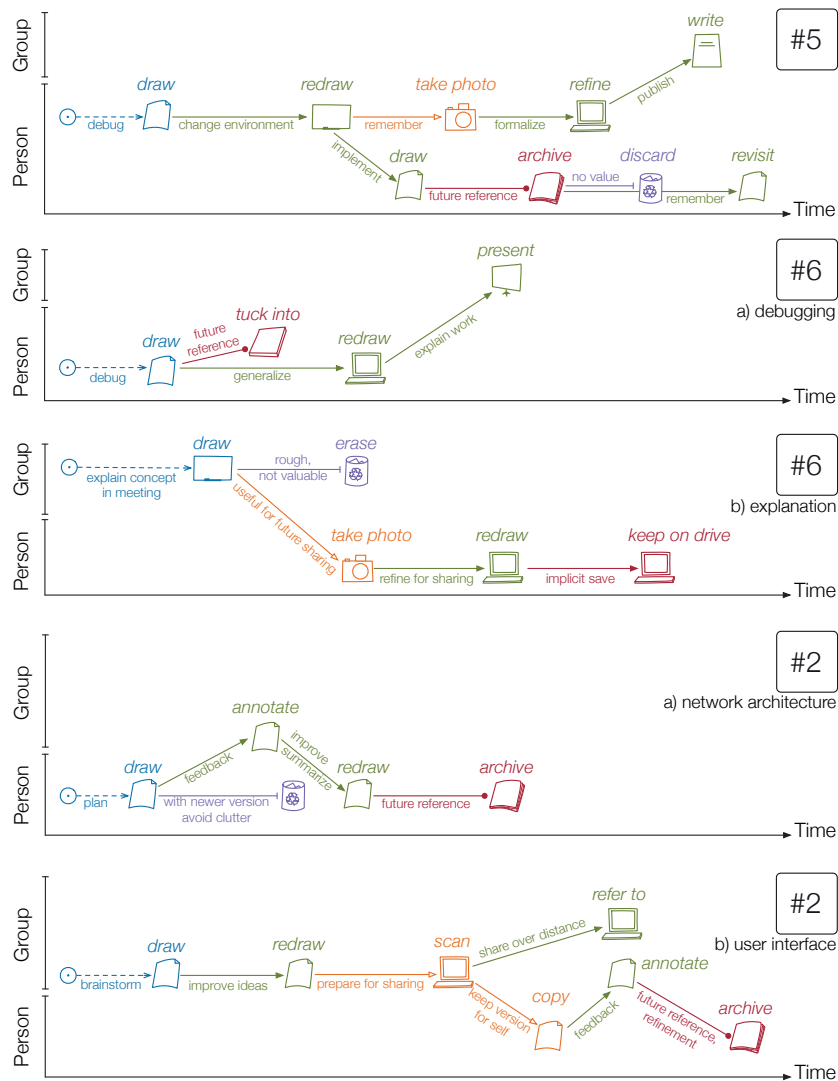 Group
write
#5
draw
redraw
take photo
refine
publish
debug
change environment
remember
formalize
Person
implement
draw
archive
discard
revisit
no value
future reference
remember
Time
Group
present
#6
a) debugging
tuck into
future
reference
draw
redraw
explain work
Person
debug
generalize
Time
Group
draw
erase
#6
b) explanation
rough,
not valuable
explain concept
in meeting
useful for future sharing
Person
take photo
redraw
keep on drive
refine for sharing
implicit save
Time
Group
#2
a) network architecture
annotate
feedback
improve
summarize
Person
draw
redraw
archive
plan
with newer version
avoid clutter
future reference
Time
Group
refer to
#2
b) user interface
draw
redraw
scan
share over distance
annotate
brainstorm
improve ideas
prepare for sharing
Person
keep version
for self
copy
feedback
future reference,
refinement
archive
Time